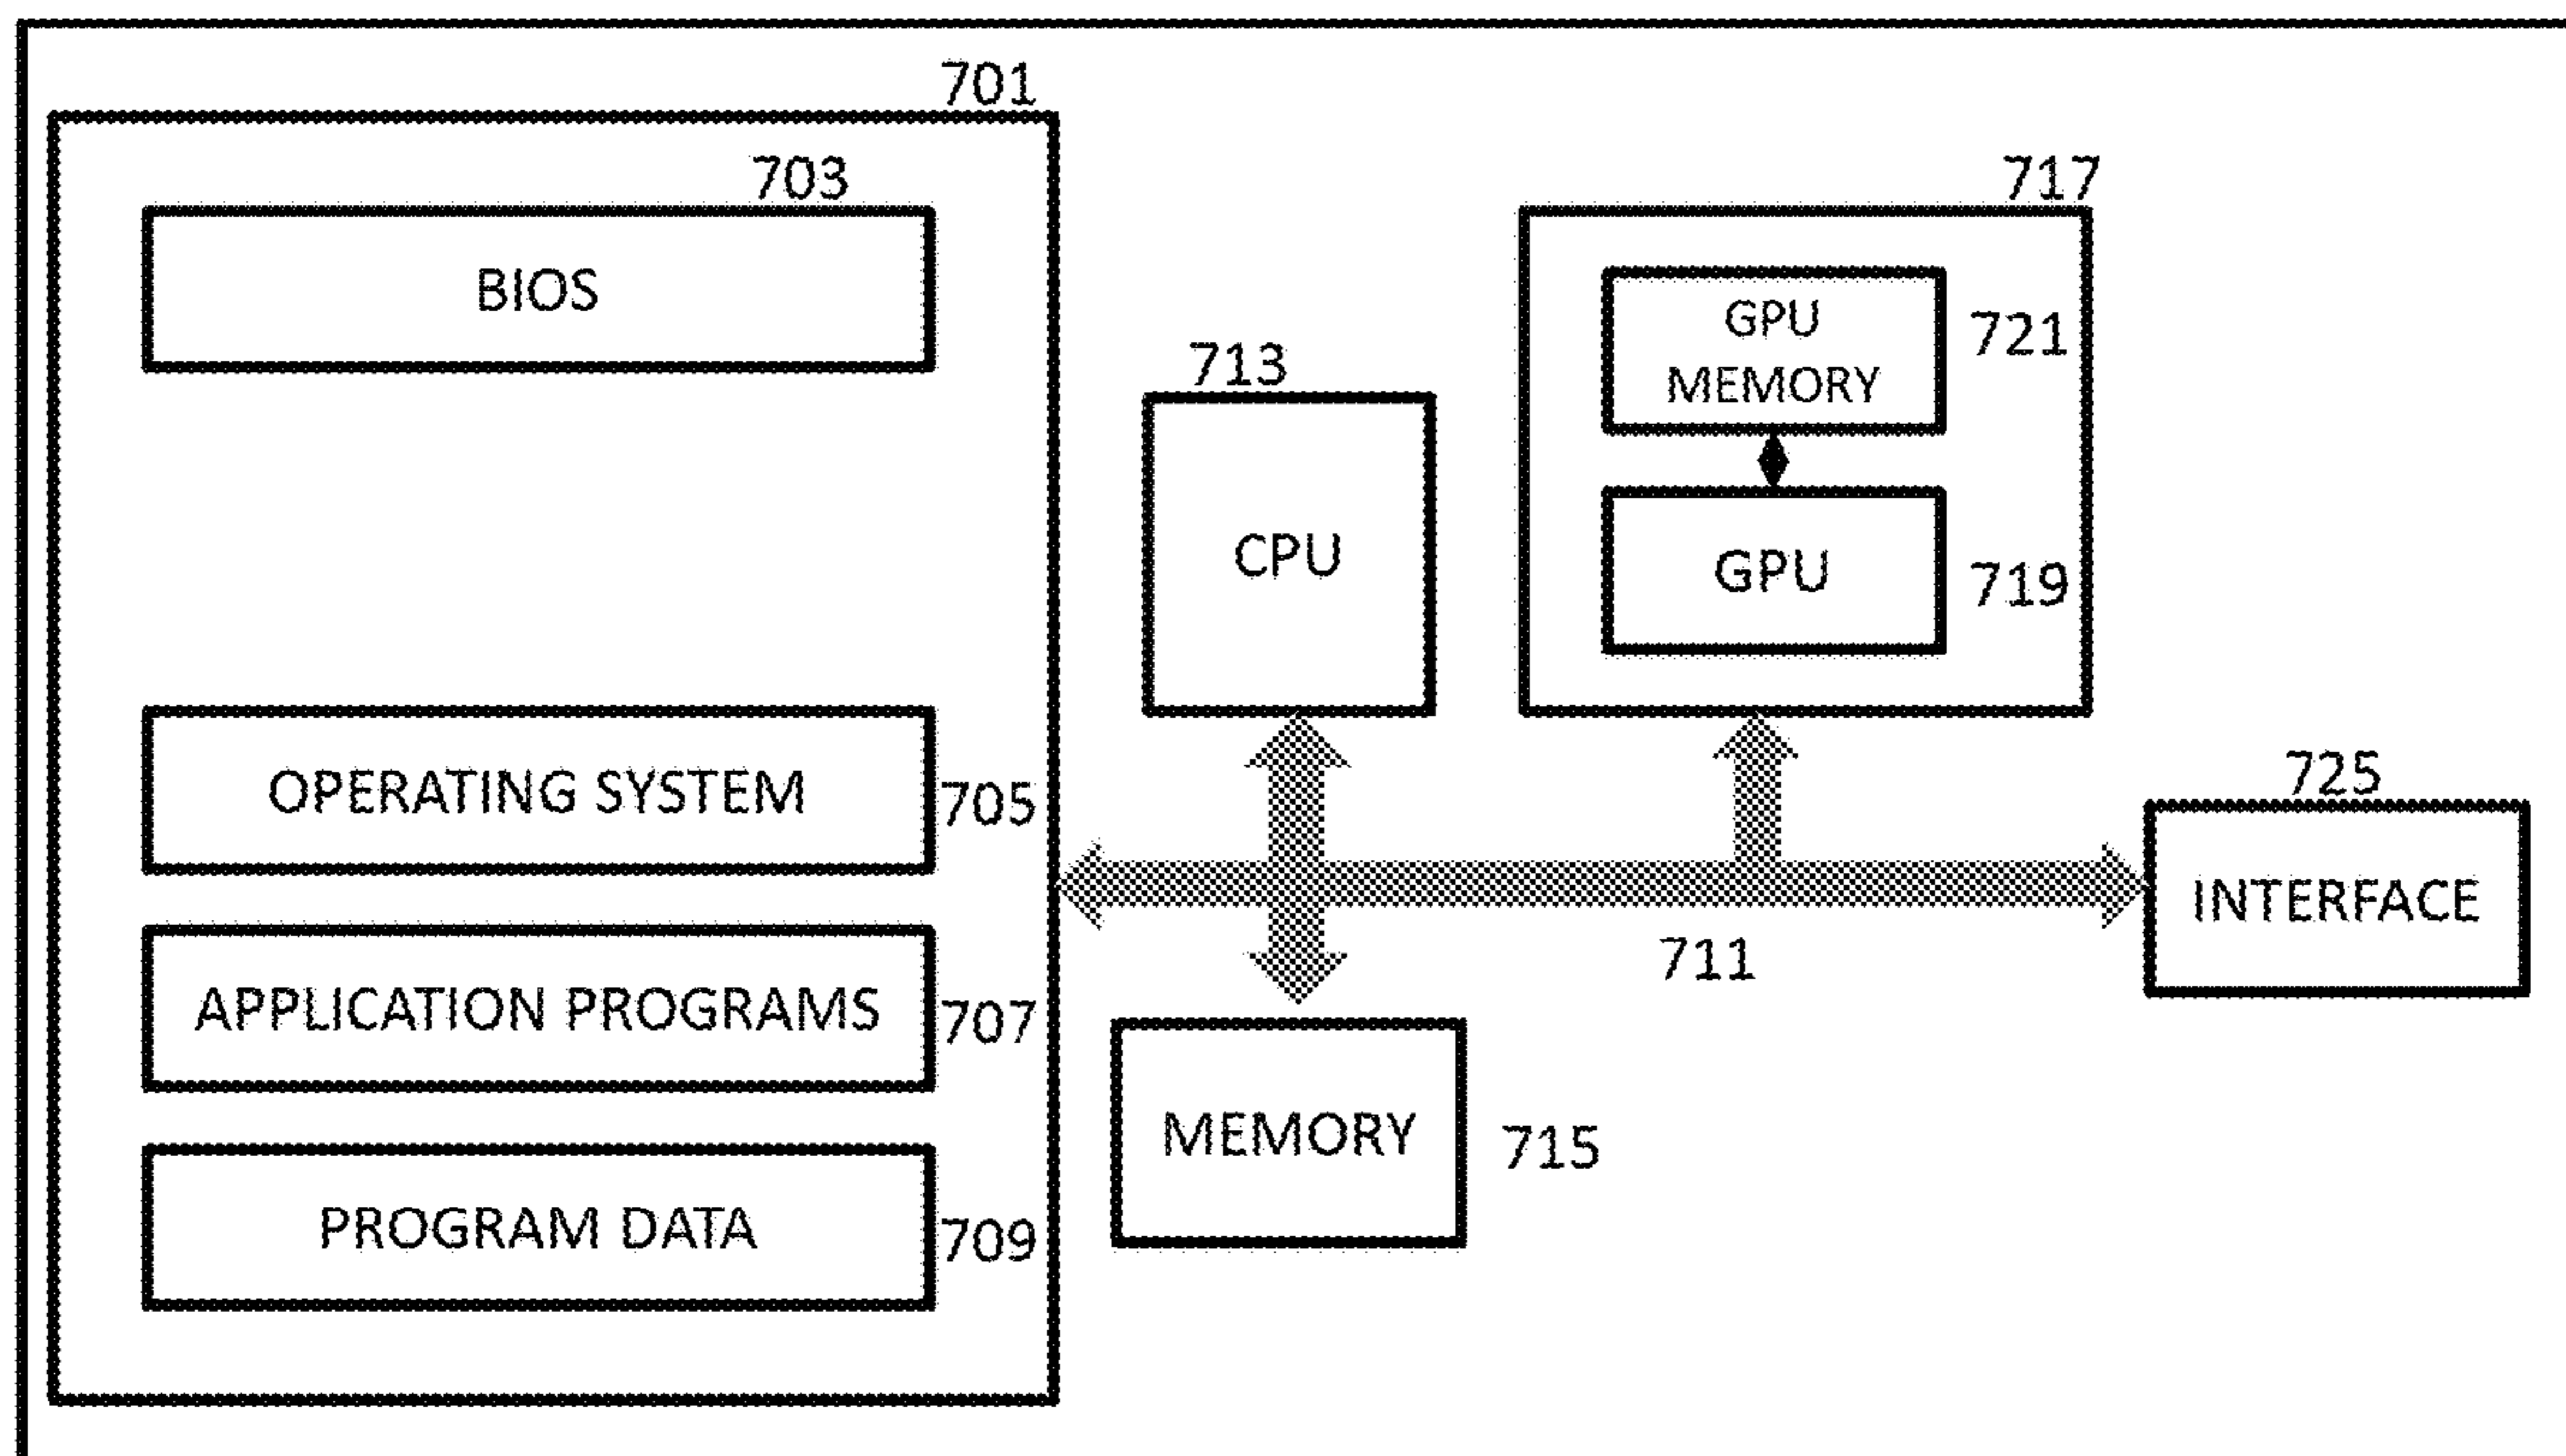 701
703
BIOS
OPERATING SYSTEM
705
APPLICATION PROGRAMS
707
PROGRAM DATA
709
713
CPU
717
GPU
MEMORY
721
GPU
719
711
MEMORY
715
725
INTERFACE